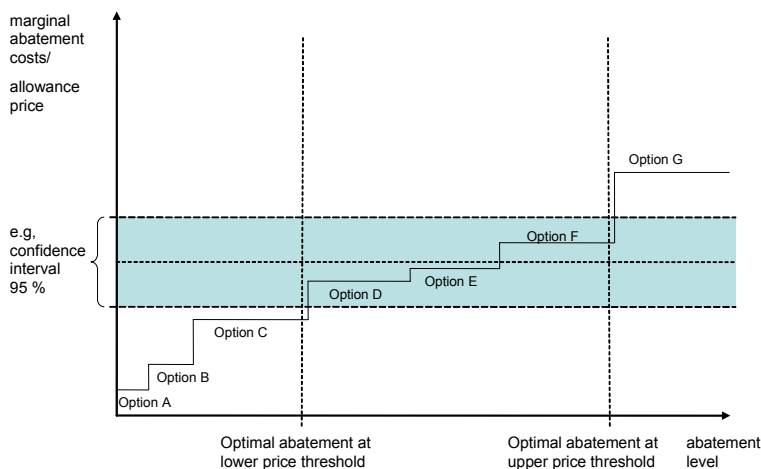 marginal
abatement
costs/
allowance
price
Option G
e.g,
confidence
interval
95 %
Option F
Option E
Option D
Option C
Option B
Option A
Optimal abatement at
lower price threshold
Optimal abatement at
upper price threshold
abatement
level